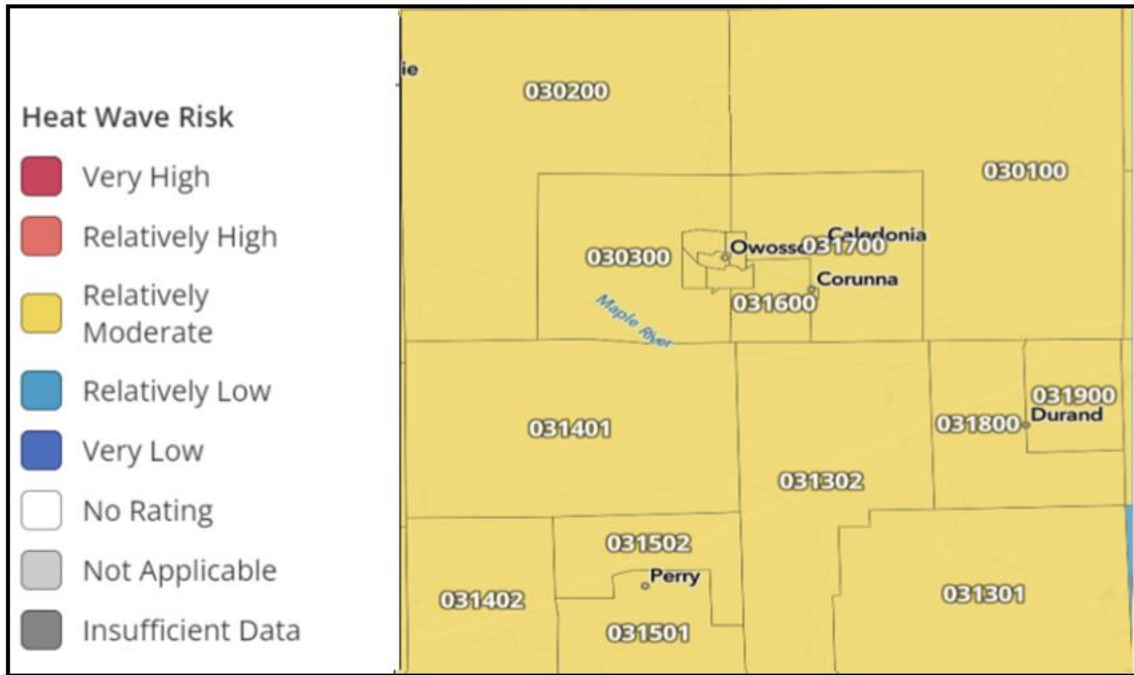 Heat Wave Risk
Very High
Relatively High
Relatively
Moderate
Relatively Low
Very Low
No Rating
Not Applicable
Insufficient Data
ie
030200
030100
Caledonia
Owosso
031700
030300
Corunna
031600
Maple River
031900
Durand
031800
031401
031302
031502
Perry
031402
031301
031501